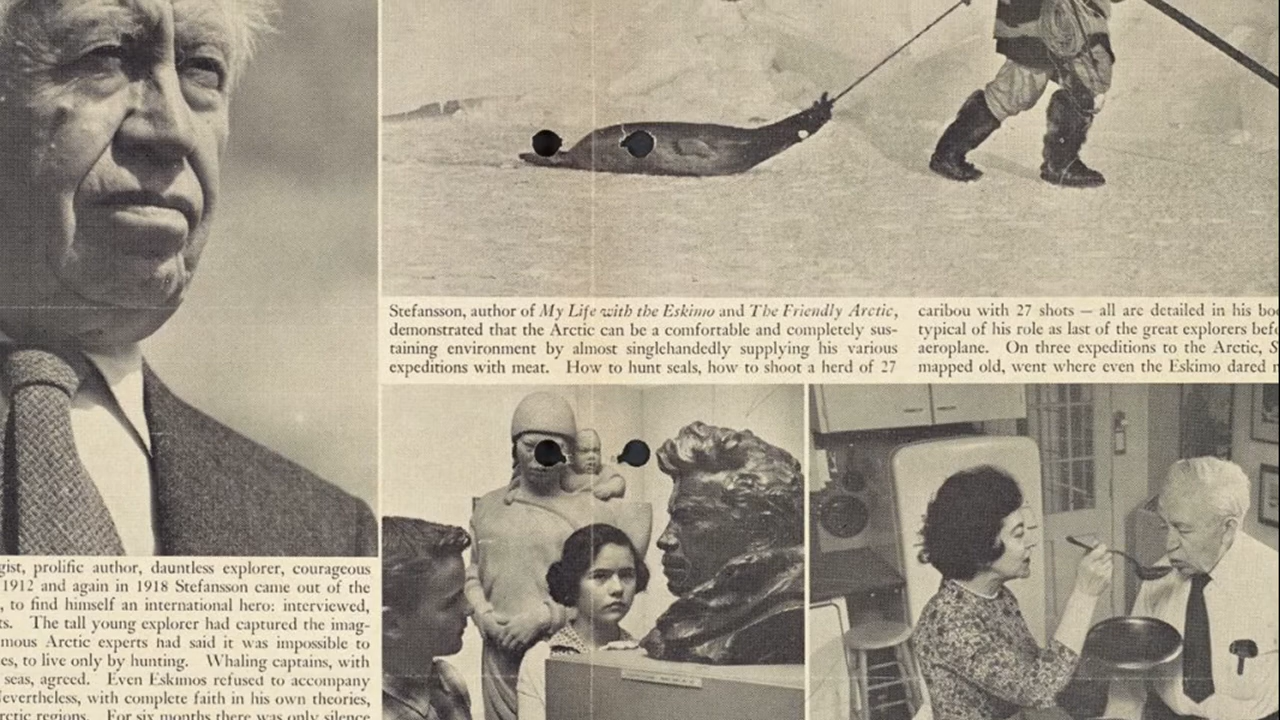 Stefansson, author of My Life with the Eskimo and The Friendly Arctic,
demonstrated that the Arctic can be a comfortable and completely sus-
taining environment by almost singlehandedly supplying his various
expeditions with meat. How to hunt seals, how to shoot a herd of 27
caribou with 27 shots — all are detailed in his
typical of his role as last of the great explorers
aeroplane. On three expeditions to the Arctic,
mapped old, went where even the Eskimo dared
prolific author, dauntless explorer, courageous
1912 and again in 1918 Stefansson came out of the
, to find himself an international hero: interviewed,
The tall young explorer had captured the imag-
Arctic experts had said it was impossible to
to live only by hunting. Whaling captains, with
seas, agreed. Even Eskimos refused to accompany
with complete faith in his own theories,
regions. For six months there was only silence